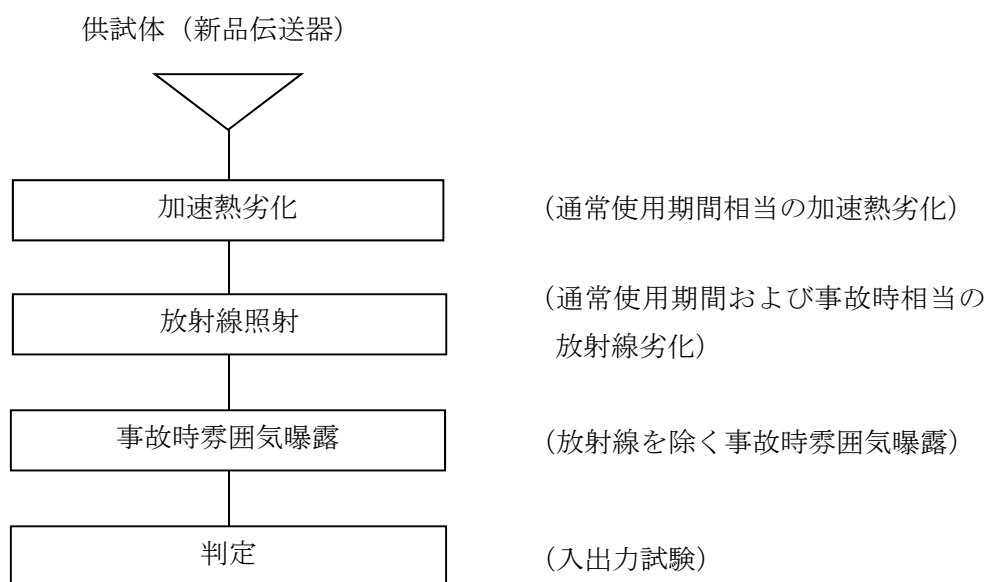 供試体（新品伝送器）
加速熱劣化
（通常使用期間相当の加速熱劣化）
放射線照射
（通常使用期間および事故時相当の
放射線劣化）
事故時雰囲気曝露
（放射線を除く事故時雰囲気曝露）
判定
（入出力試験）